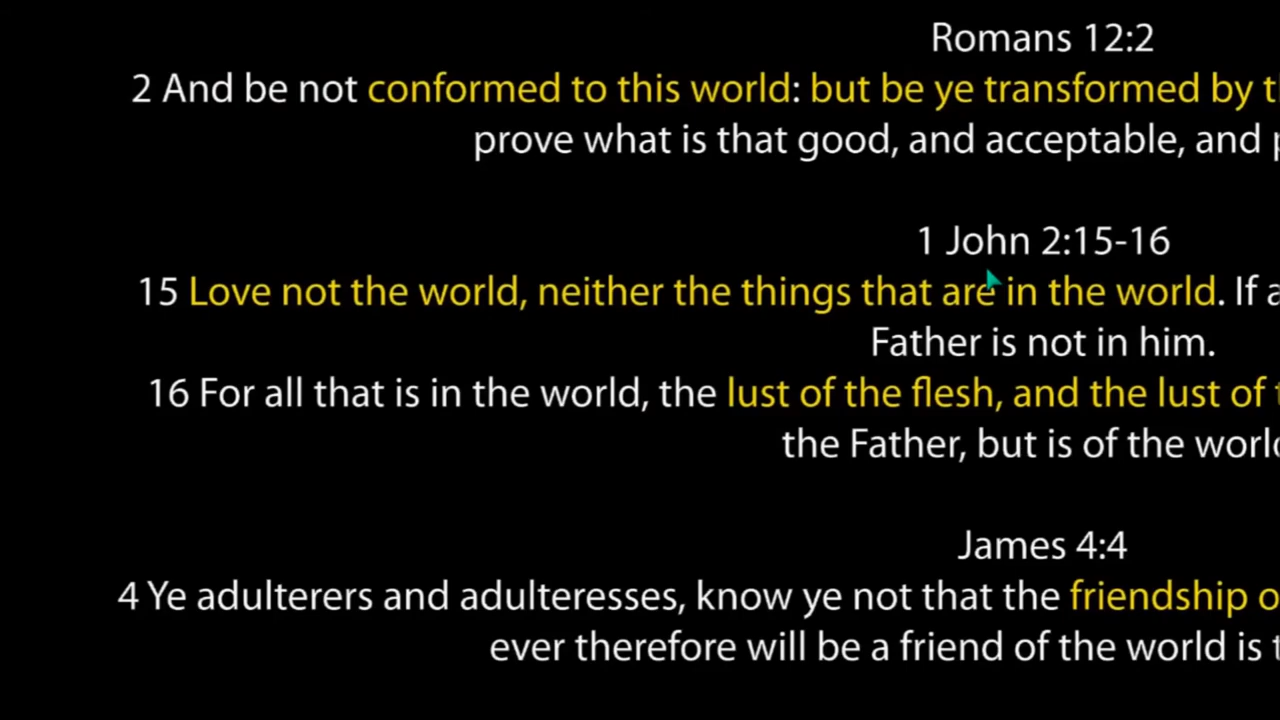 Romans 12:2
2 And be not conformed to this world: but be ye transformed by
prove what is that good, and acceptable, and
1 John 2:15-16
15 Love not the world, neither the things that are in the world. If
Father is not in him.
16 For all that is in the world, the lust of the flesh, and the lust of
the Father, but is of the
James 4:4
4 Ye adulterers and adulteresses, know ye not that the friendship
ever therefore will be a friend of the world is